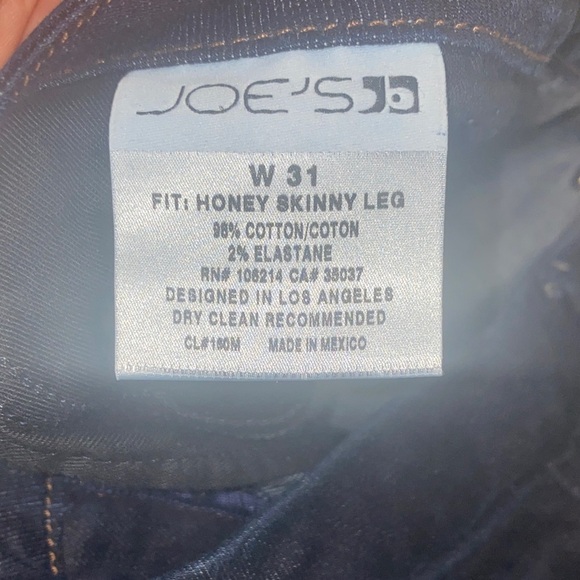 JOE'S
W 31
FIT: HONEY SKINNY LEG
98% COTTON/COTON
2% ELASTANE
RN# 106214 CA# 35037
DESIGNED IN LOS ANGELES
DRY CLEAN RECOMMENDED
CL#160M MADE IN MEXICO